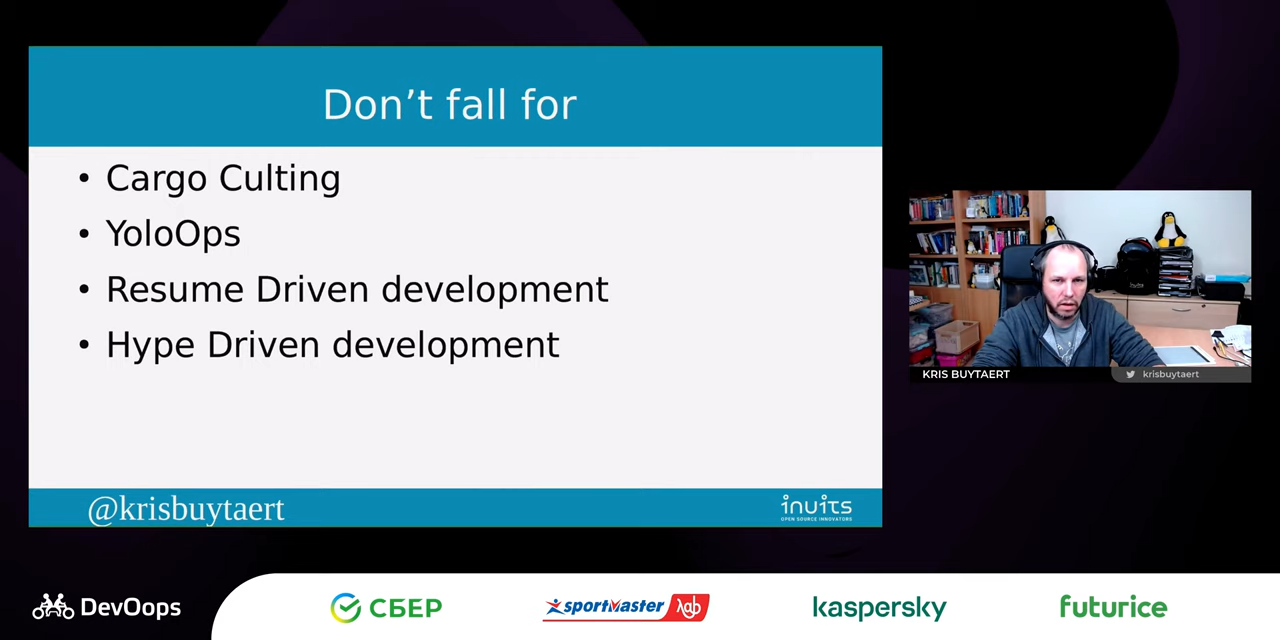 Don’t fall for
• Cargo Culting
• YoloOps
• Resume Driven development
• Hype Driven development
@krisbuytaert
inuits
OPEN SOURCE INNOVATORS
KRIS BUYTAERT
krisbuytaert
DevOops
СБЕР
sportmaster лаб
kaspersky
futurice